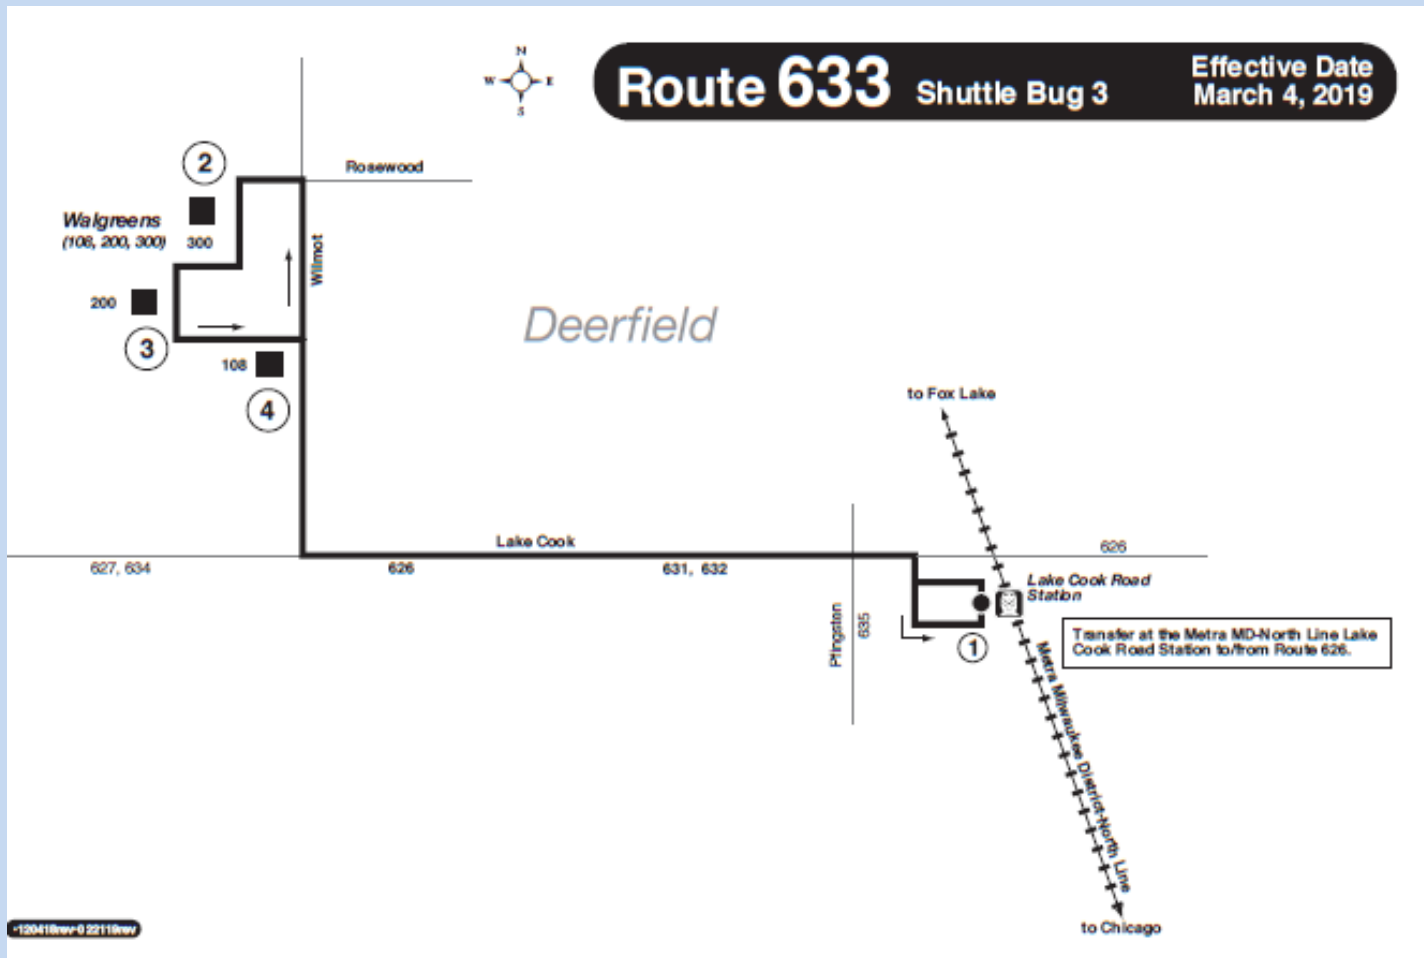 N
W E
S
Route 633 Shuttle Bug 3
Effective Date
March 4, 2019
2
Rosewood
Walgreens
(108, 200, 300)
300
Wilmot
200
3
108
4
Deerfield
to Fox Lake
Lake Cook
626
627, 634
626
631, 632
Lake Cook Road
Station
Pfingsten
635
1
Transfer at the Metra MD-North Line Lake
Cook Road Station to/from Route 626.
Metra Milwaukee District-North Line
to Chicago